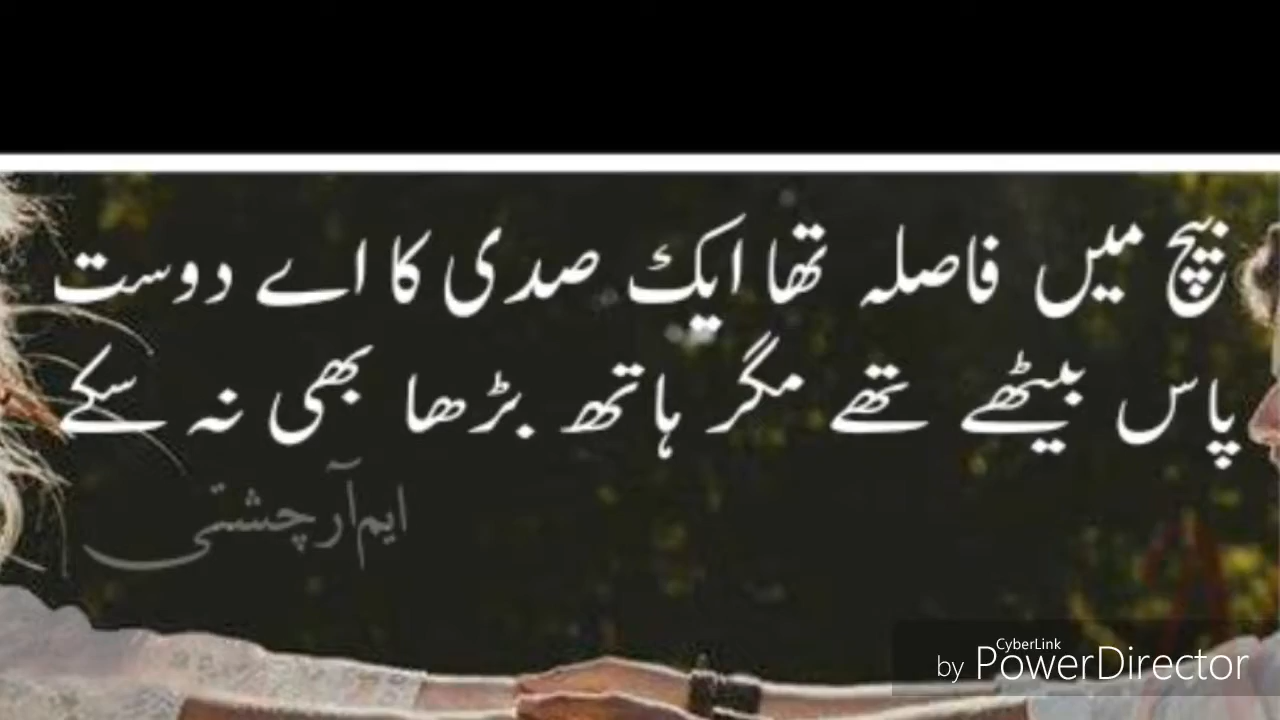 بیچ میں فاصلہ تھا ایک صدی کا اے دوست
پاس بیٹھے تھے مگر ہاتھ بڑھا بھی نہ سکے
ایم آر چشتی
CyberLink
by PowerDirector